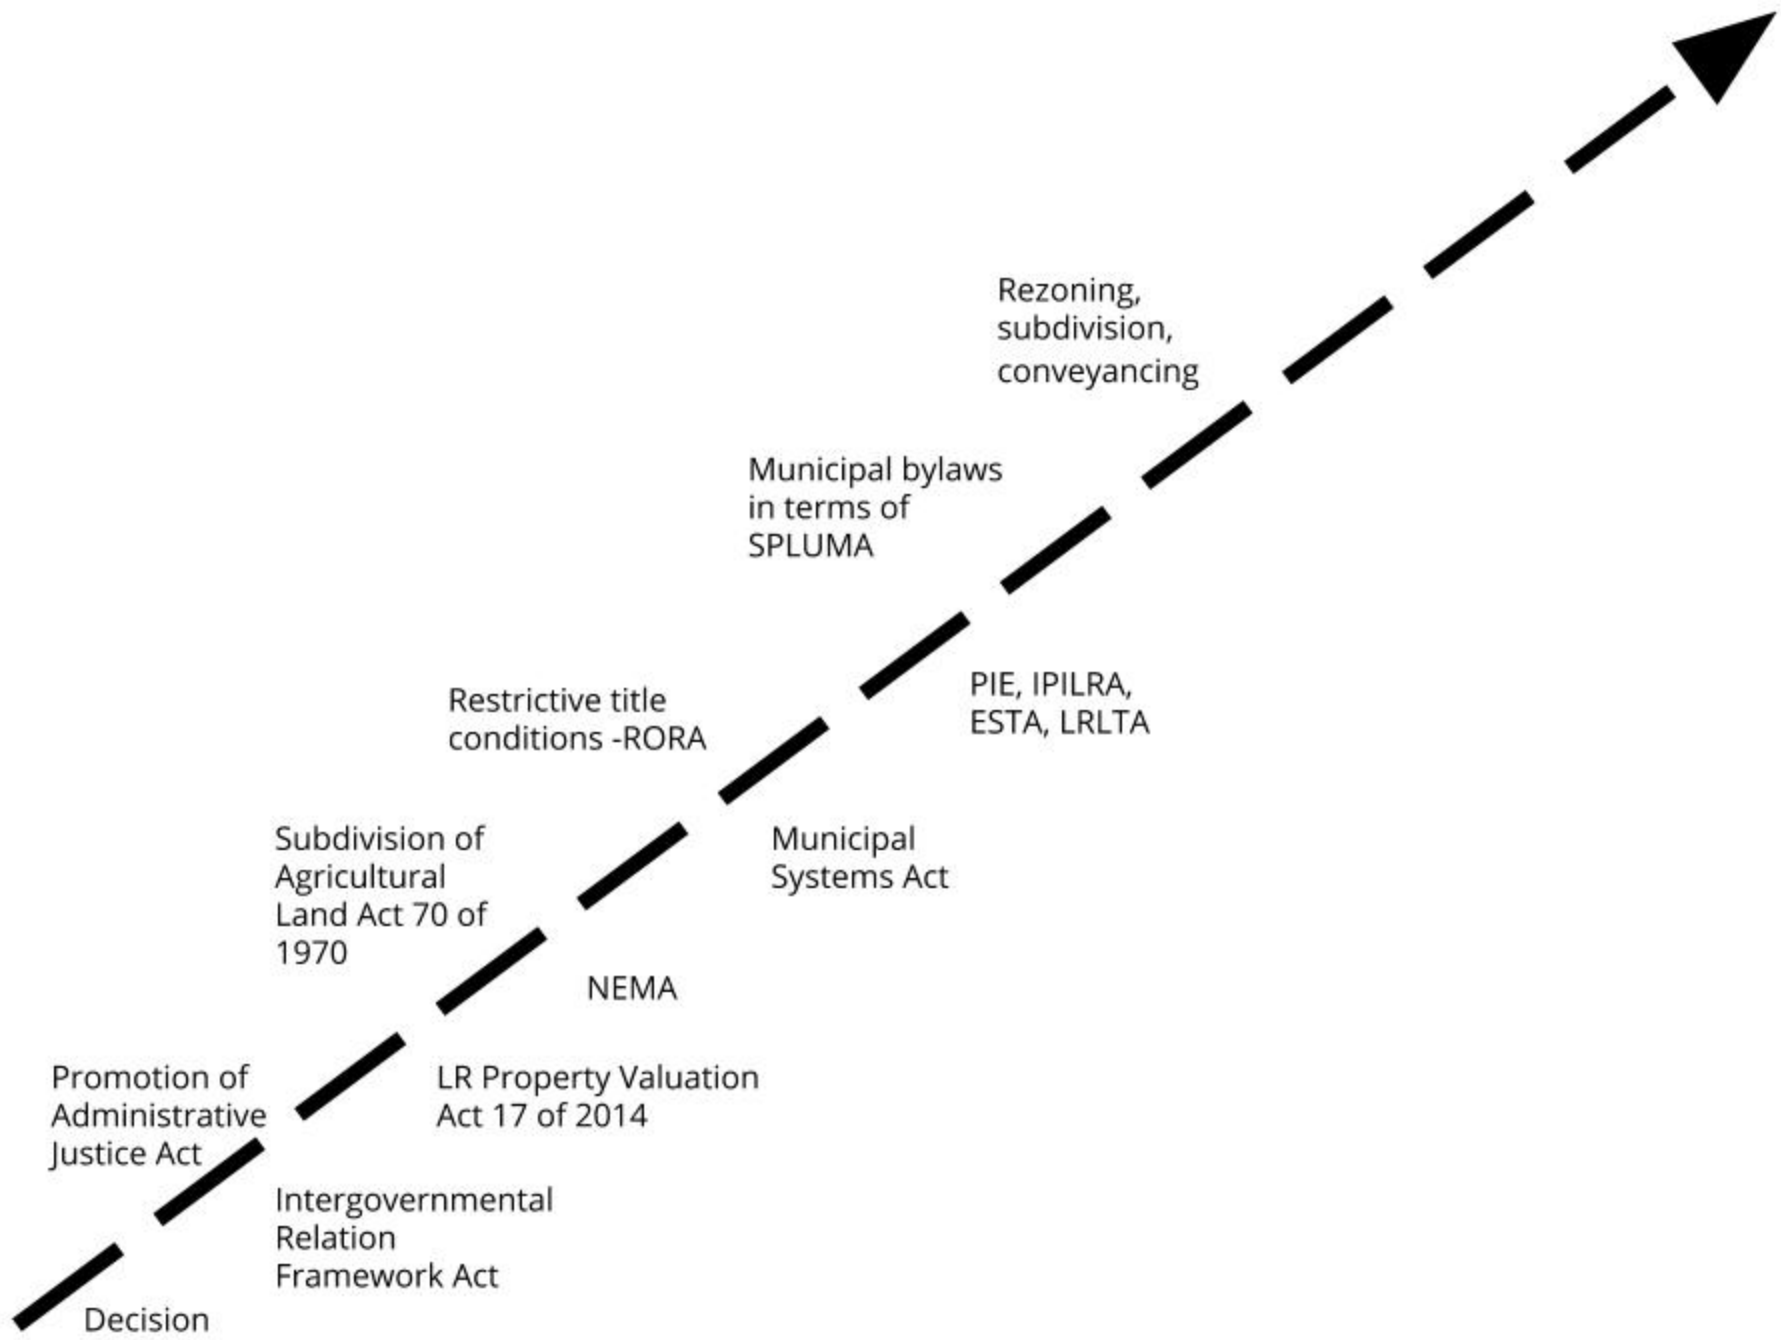 Rezoning,
subdivision,
conveyancing
Municipal bylaws
in terms of
SPLUMA
PIE, IPILRA,
ESTA, LRLTA
Restrictive title
conditions -RORA
Subdivision of
Agricultural
Land Act 70 of
1970
Municipal
Systems Act
NEMA
Promotion of
Administrative
Justice Act
LR Property Valuation
Act 17 of 2014
Intergovernmental
Relation
Framework Act
Decision